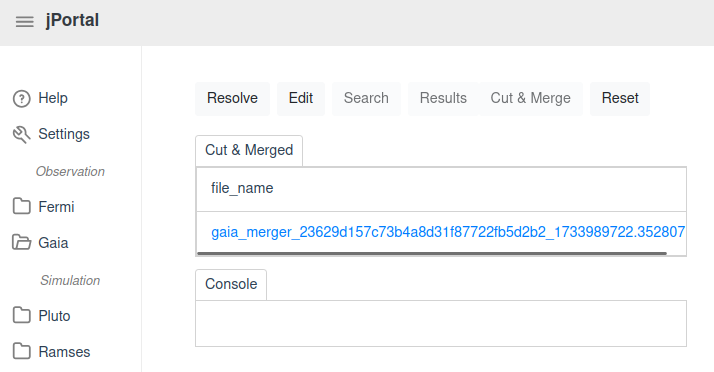 jPortal
Help
Settings
Observation
Fermi
Gaia
Simulation
Pluto
Ramses
Resolve Edit Search Results Cut & Merge Reset
Cut & Merged
file_name
gaia_merger_23629d157c73b4a8d31f87722fb5d2b2_1733989722.352807
Console